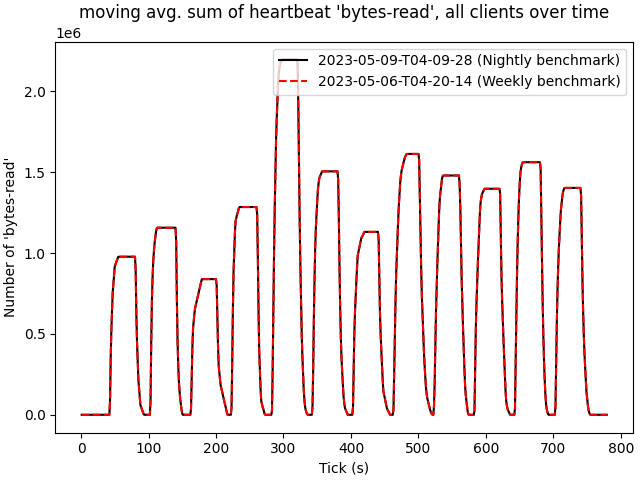 moving avg. sum of heartbeat 'bytes-read', all clients over time
1e6
2023-05-09-T04-09-28 (Nightly benchmark)
2023-05-06-T04-20-14 (Weekly benchmark)
Number of 'bytes-read'
2.0
1.5
1.0
0.5
0.0
0 100 200 300 400 500 600 700 800
Tick (s)